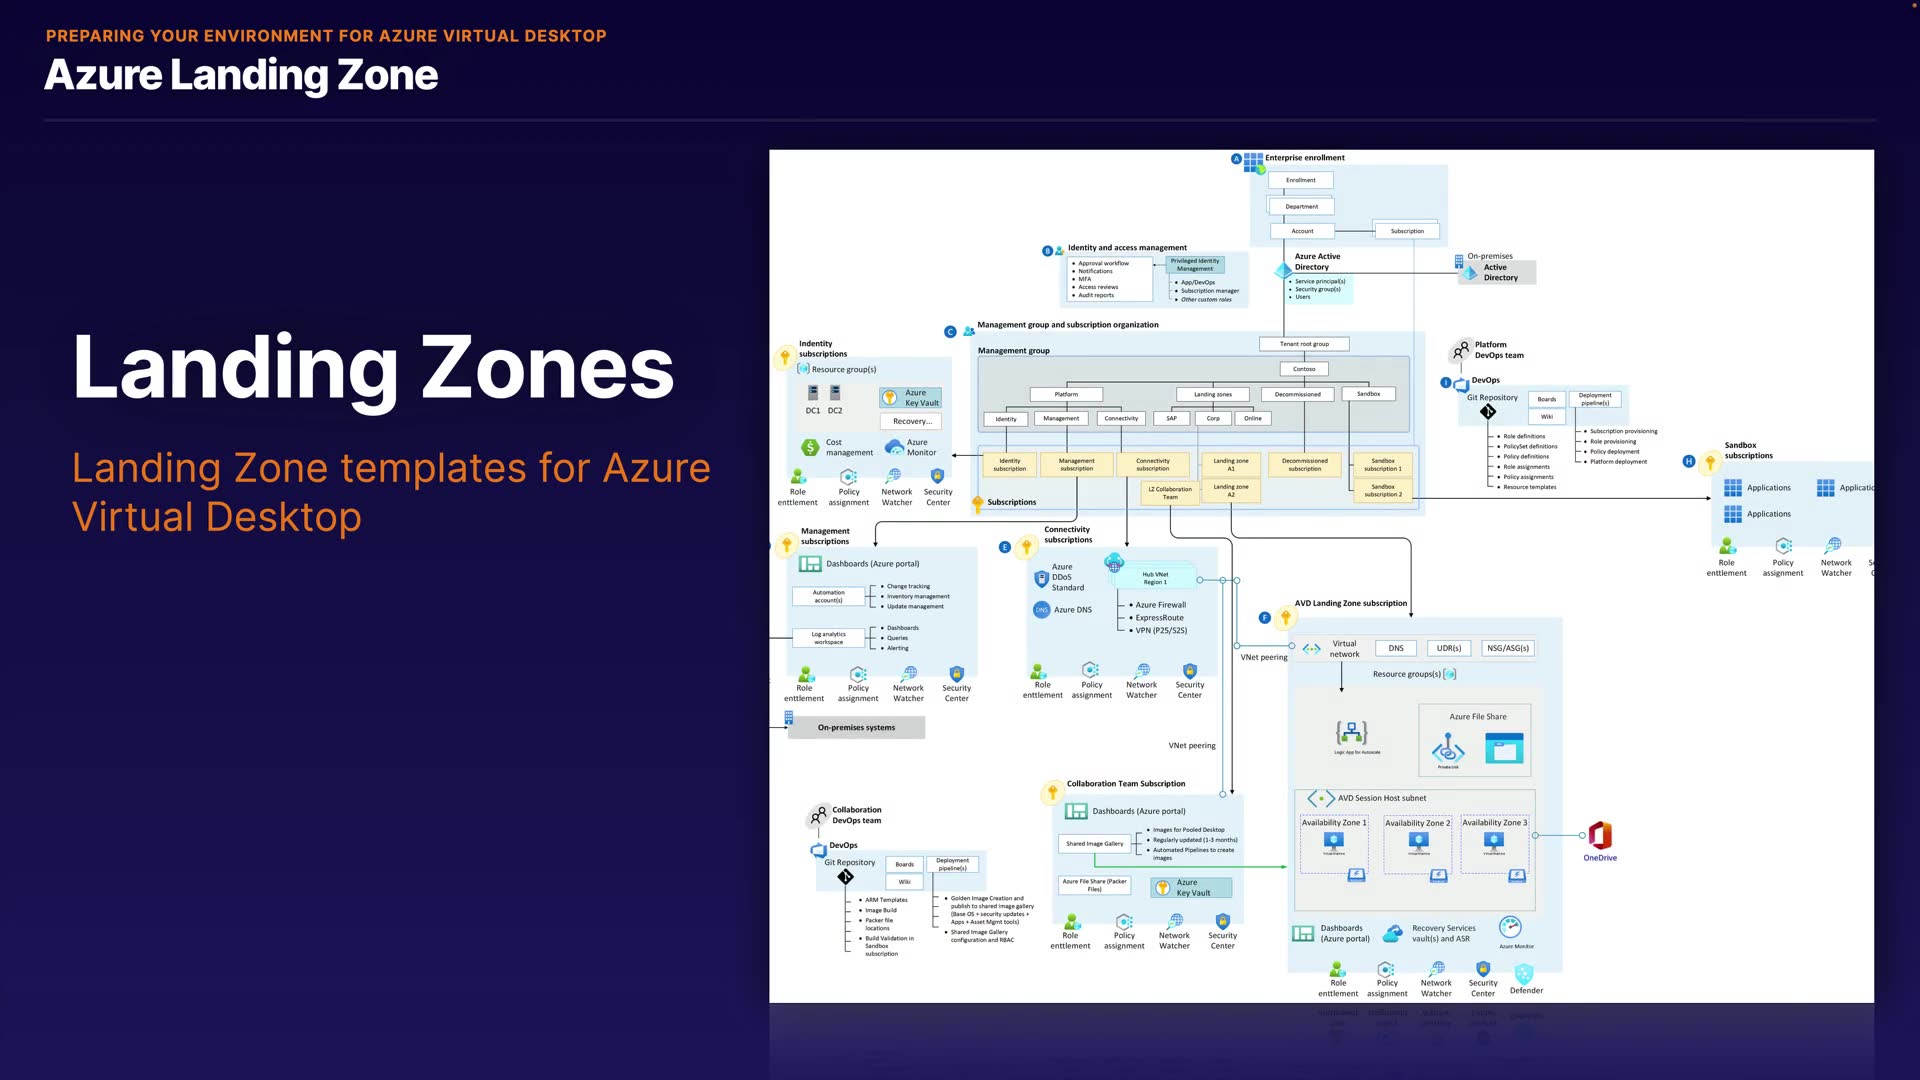 PREPARING YOUR ENVIRONMENT FOR AZURE VIRTUAL DESKTOP
Azure Landing Zone
Landing Zones
Landing Zone templates for Azure
Virtual Desktop
A
Enterprise enrollment
Enrollment
Department
Account
Subscription
B
Identity and access management
Approval workflow
Notifications
MFA
Access reviews
Audit reports
Privileged Identity
Management
App/DevOps
Subscription manager
Other custom roles
Azure Active
Directory
Service principal(s)
Security group(s)
Users
On-premises
Active
Directory
C
Management group and subscription organization
Management group
Tenant root group
Contoso
Platform
Landing zones
Decommissioned
Sandbox
Identity
Management
Connectivity
SAP
Corp
Online
Identity
subscription
Management
subscription
Connectivity
subscription
Landing zone
A1
Decommissioned
subscription
Sandbox
subscription 1
LZ Collaboration
Team
Landing zone
A2
Sandbox
subscription 2
Subscriptions
Indentity
subscriptions
Resource group(s)
DC1
DC2
Azure
Key Vault
Recovery...
Cost
management
Azure
Monitor
Role
enttlement
Policy
assignment
Network
Watcher
Security
Center
Platform
DevOps team
I
DevOps
Git Repository
Boards
Wiki
Deployment
pipeline(s)
Role definitions
PolicySet definitions
Policy definitions
Role assignments
Policy assignments
Resource templates
Subscription provisioning
Role provisioning
Policy deployment
Platform deployment
H
Sandbox
subscriptions
Applications
Applicatic
Applications
Role
enttlement
Policy
assignment
Network
Watcher
Management
subscriptions
Dashboards (Azure portal)
Automation
account(s)
Change tracking
Inventory management
Update management
Log analytics
workspace
Dashboards
Queries
Alerting
Role
enttlement
Policy
assignment
Network
Watcher
Security
Center
On-premises systems
E
Connectivity
subscriptions
Azure
DDoS
Standard
DNS
Azure DNS
Hub VNet
Region 1
Azure Firewall
ExpressRoute
VPN (P2S/S2S)
Role
enttlement
Policy
assignment
Network
Watcher
Security
Center
VNet peering
VNet peering
F
AVD Landing Zone subscription
Virtual
network
DNS
UDR(s)
NSG/ASG(s)
Resource groups(s)
Logic App for Autoscale
Azure File Share
Private Link
AVD Session Host subnet
Availability Zone 1
Availability Zone 2
Availability Zone 3
OneDrive
Dashboards
(Azure portal)
Recovery Services
vault(s) and ASR
Azure Monitor
Role
enttlement
Policy
assignment
Network
Watcher
Security
Center
Defender
Collaboration
DevOps team
DevOps
Git Repository
Boards
Wiki
Deployment
pipeline(s)
ARM Templates
Image Build
Packer file
locations
Build Validation in
Sandbox
subscription
Golden Image Creation and
publish to shared image gallery
(Base OS + security updates +
Apps + Asset Mgmt tools)
Shared Image Gallery
configuration and RBAC
Collaboration Team Subscription
Dashboards (Azure portal)
Shared Image Gallery
Images for Pooled Desktop
Regularly updated (1-3 months)
Automated Pipelines to create
images
Azure File Share (Packer
Files)
Azure
Key Vault
Role
enttlement
Policy
assignment
Network
Watcher
Security
Center